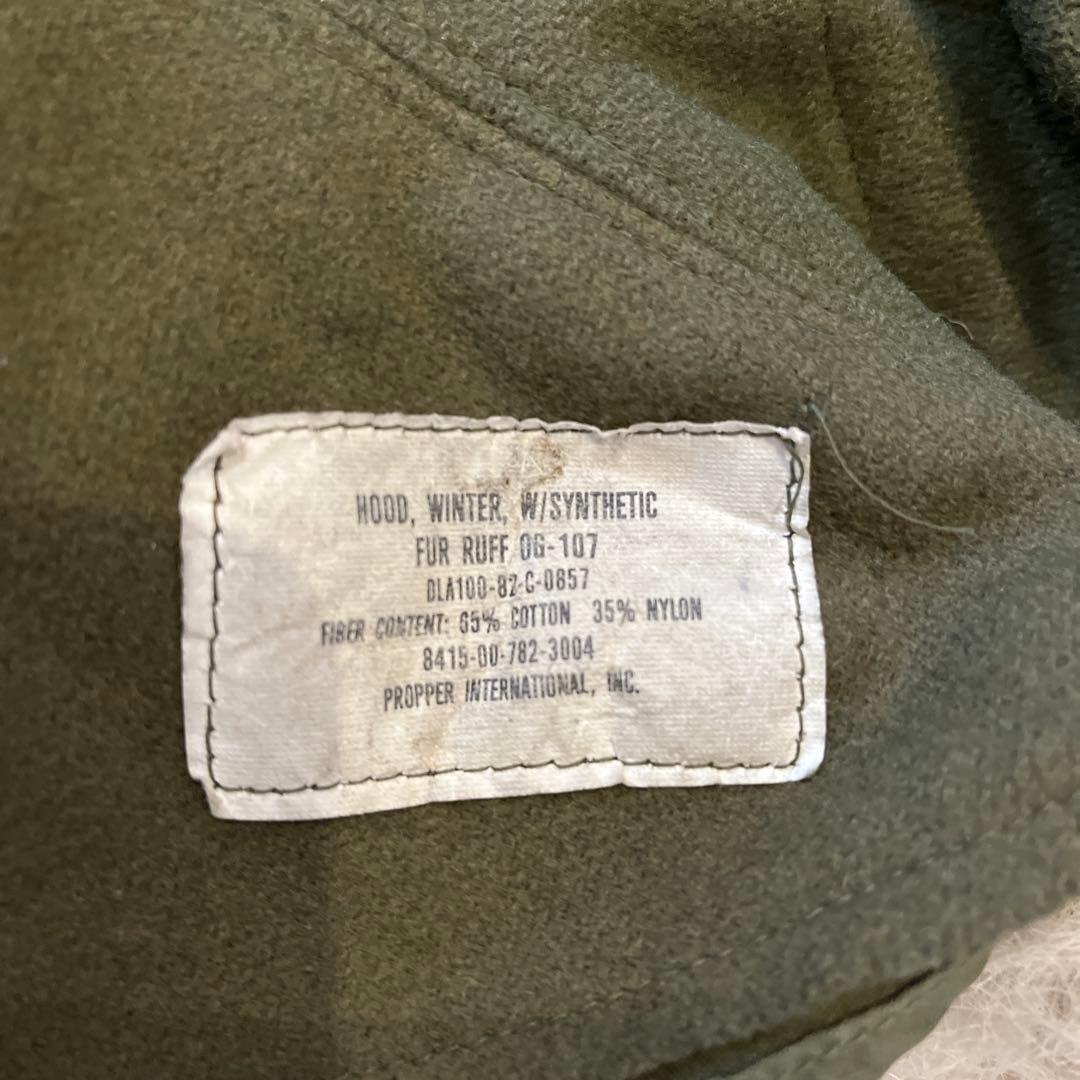 HOOD, WINTER, W/SYNTHETIC
FUR RUFF OG-107
DLA100-82-C-0857
FIBER CONTENT: 65% COTTON 35% NYLON
8415-00-782-3004
PROPPER INTERNATIONAL, INC.